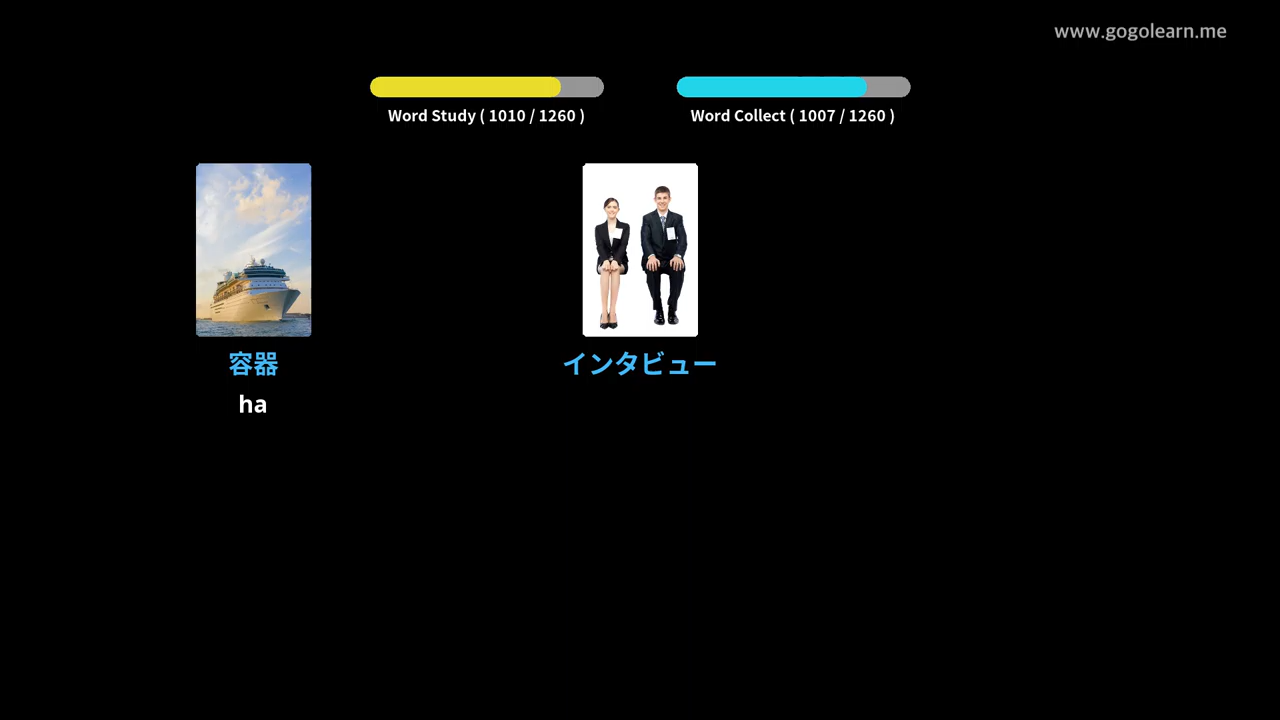 www.gogolearn.me
Word Study ( 1010 / 1260 )
Word Collect ( 1007 / 1260 )
容器
インタビュー
ha